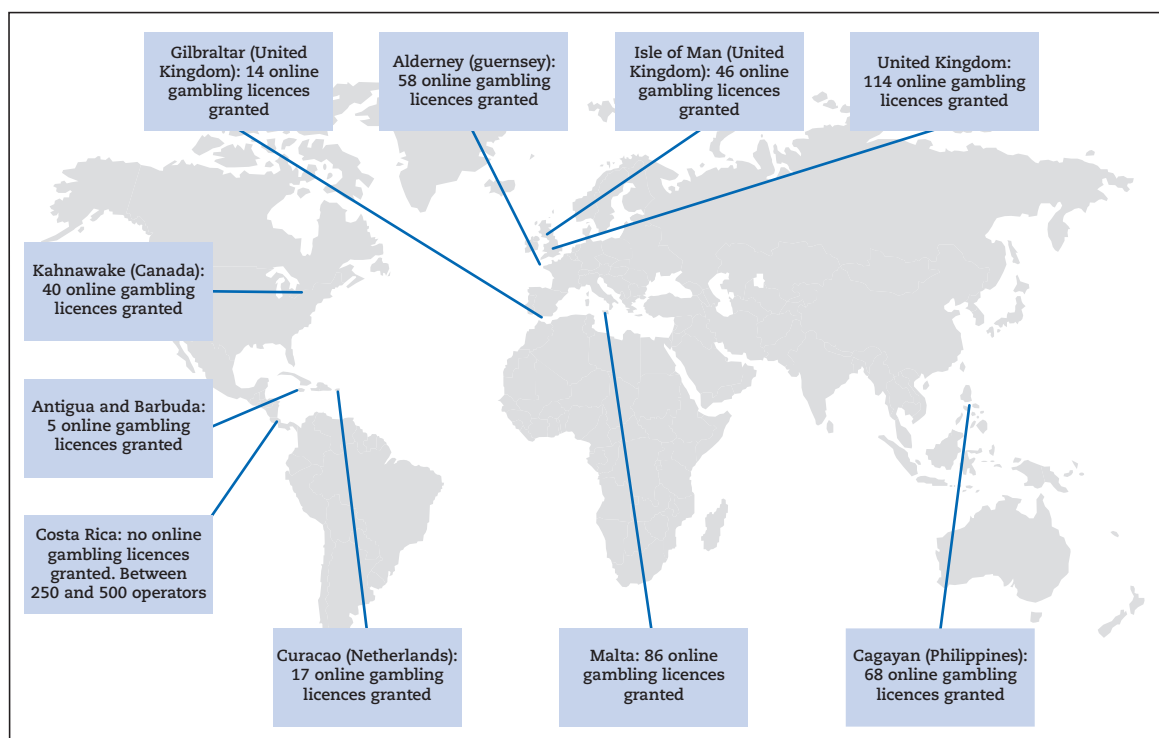 Gilbraltar (United
Kingdom): 14 online
gambling licences
granted
Alderney (guernsey):
58 online gambling
licences granted
Isle of Man (United
Kingdom): 46 online
gambling licences
granted
United Kingdom:
114 online gambling
licences granted
Kahnawake (Canada):
40 online gambling
licences granted
Antigua and Barbuda:
5 online gambling
licences granted
Costa Rica: no online
gambling licences
granted. Between
250 and 500 operators
Curacao (Netherlands):
17 online gambling
licences granted
Malta: 86 online
gambling licences
granted
Cagayan (Philippines):
68 online gambling
licences granted